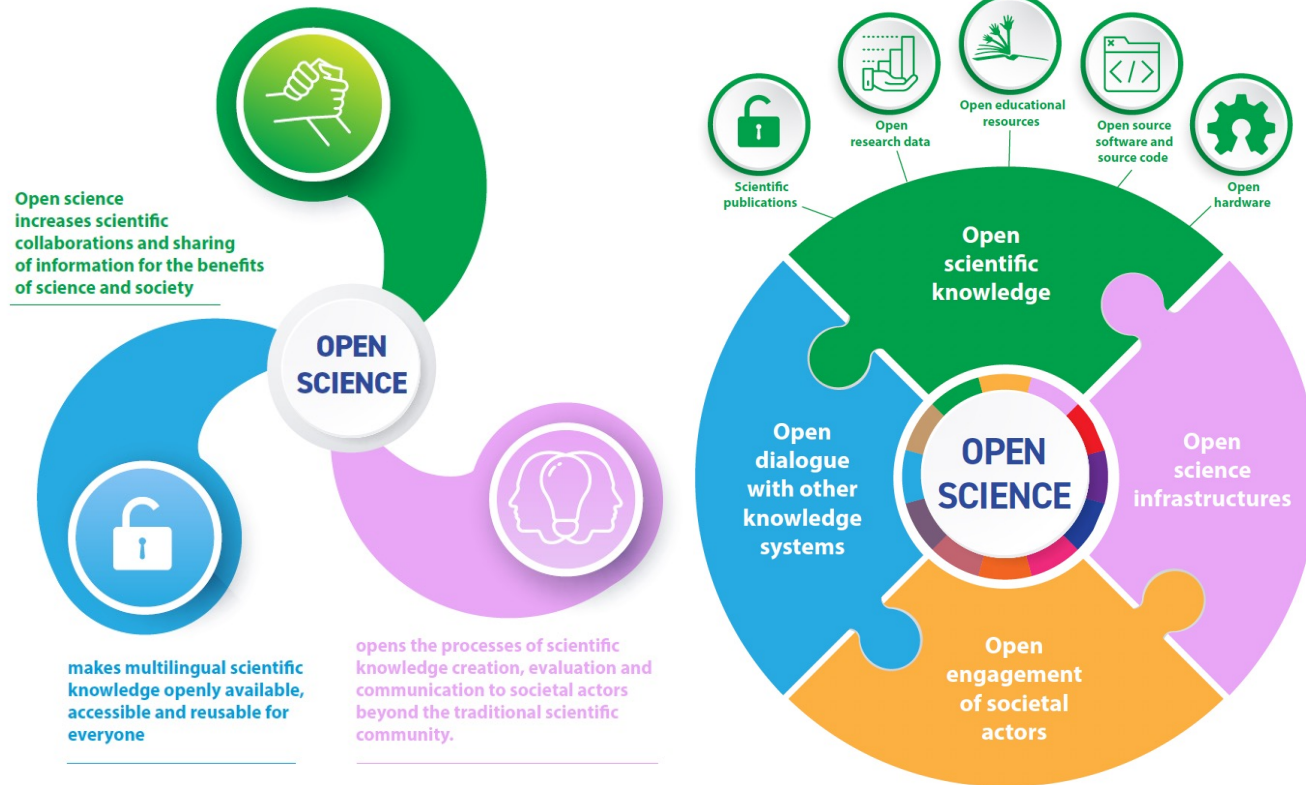 Open science
increases scientific
collaborations and sharing
of information for the benefits
of science and society
OPEN
SCIENCE
makes multilingual scientific
knowledge openly available,
accessible and reusable for
everyone
opens the processes of scientific
knowledge creation, evaluation and
communication to societal actors
beyond the traditional scientific
community.
Scientific
publications
Open
research data
Open educational
resources
Open source
software and
source code
Open
hardware
Open
scientific
knowledge
Open
dialogue
with other
knowledge
systems
OPEN
SCIENCE
Open
science
infrastructures
Open
engagement
of societal
actors